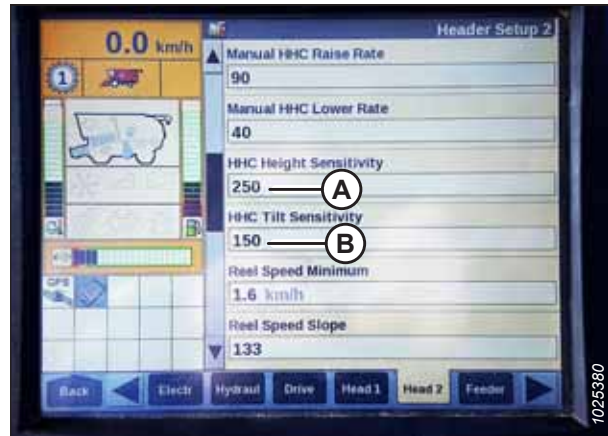 Header Setup 2
0.0 km/h
1
Manual HHC Raise Rate
90
Manual HHC Lower Rate
40
HHC Height Sensitivity
250
A
HHC Tilt Sensitivity
150
B
Reel Speed Minimum
1.6 km/h
Reel Speed Slope
133
GPS
Back
Electr
Hydraul
Drive
Head 1
Head 2
Feeder
1025380